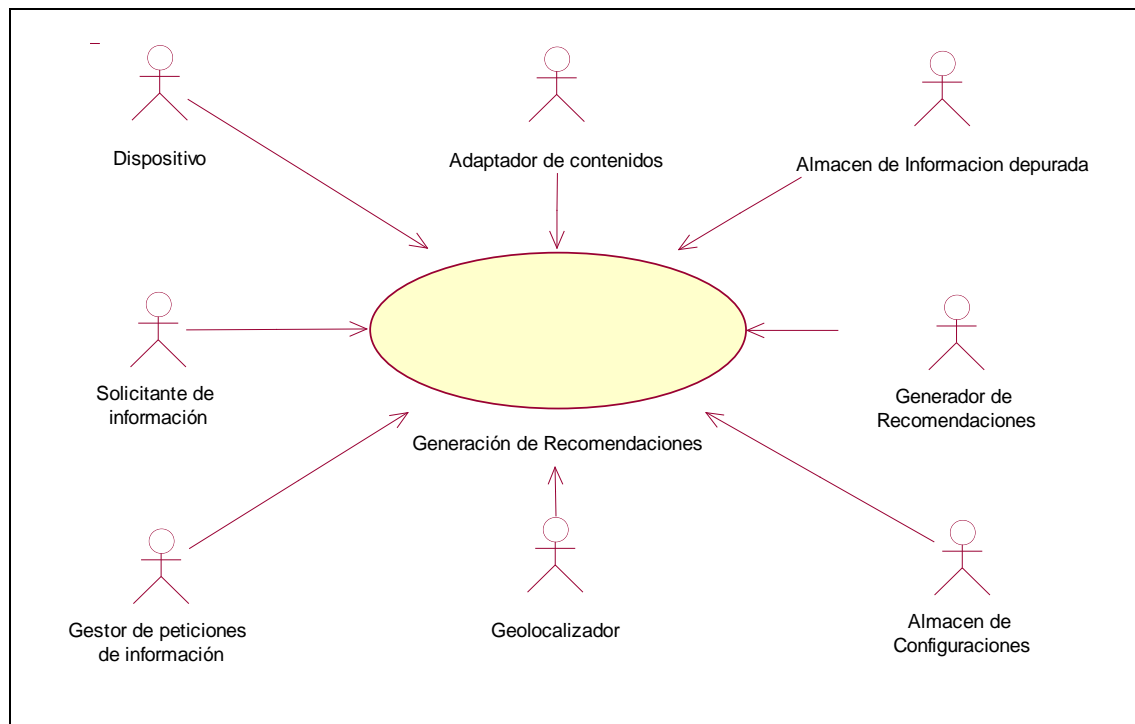 Dispositivo
Adaptador de contenidos
Almacen de Informacion depurada
Solicitante de
información
Generador de
Recomendaciones
Generación de Recomendaciones
Gestor de peticiones
de información
Geolocalizador
Almacen de
Configuraciones